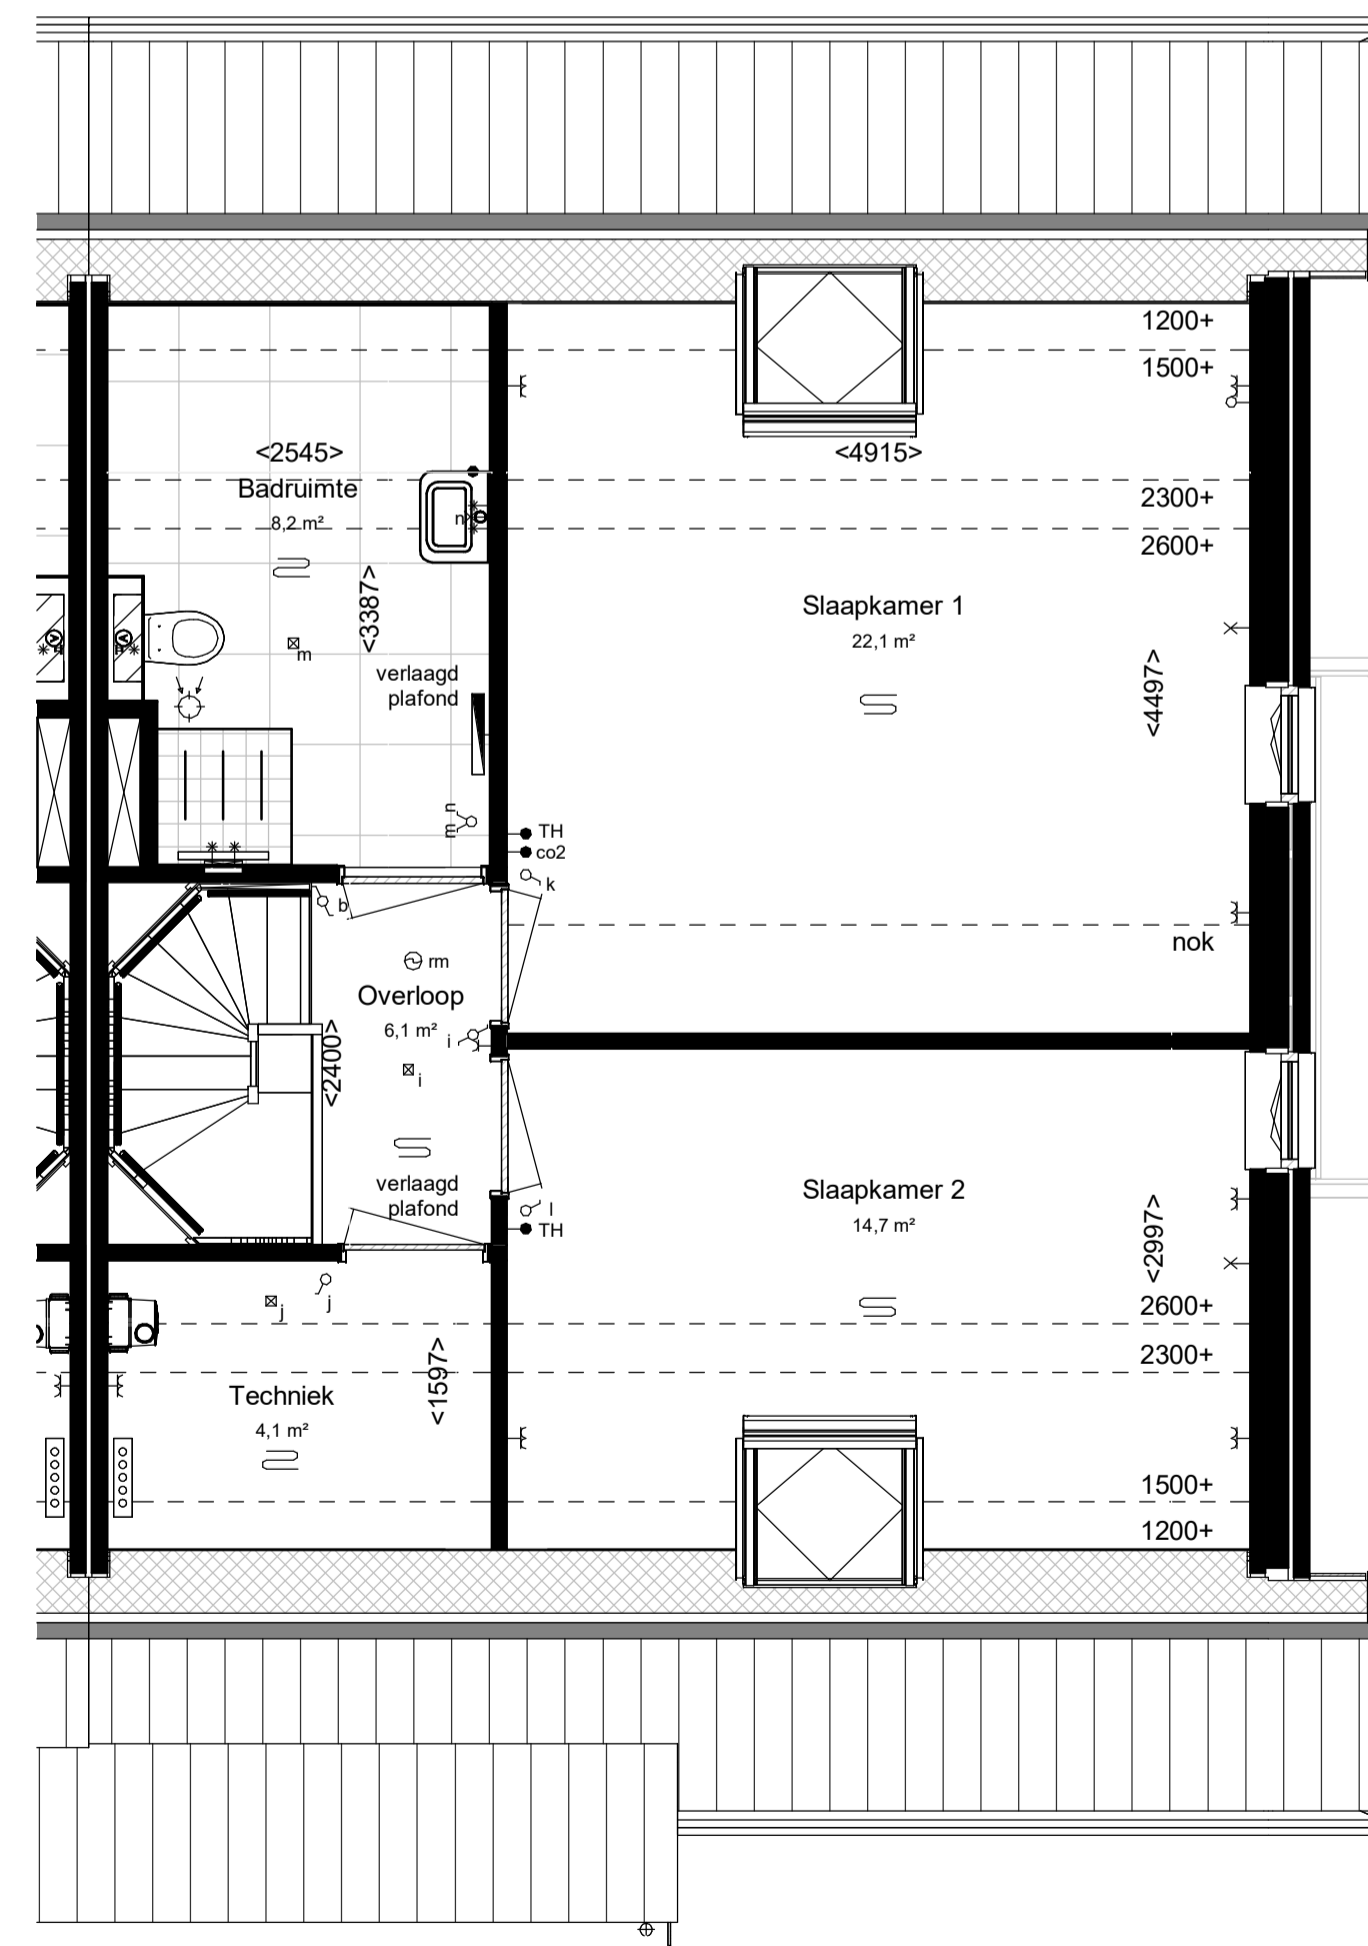 1200+
1500+
<2545>
<4915>
Badruimte
8,2 m²
2300+
n
2600+
<3387>
Slaapkamer 1
22,1 m²
m
verlaagd
plafond
<4497>
m n
TH
co2
k
b
nok
rm
Overloop
6,1 m²
i
<2400>
i
verlaagd
plafond
Slaapkamer 2
14,7 m²
l
TH
<2997>
j
j
2600+
2300+
<1597>
Techniek
4,1 m²
1500+
1200+